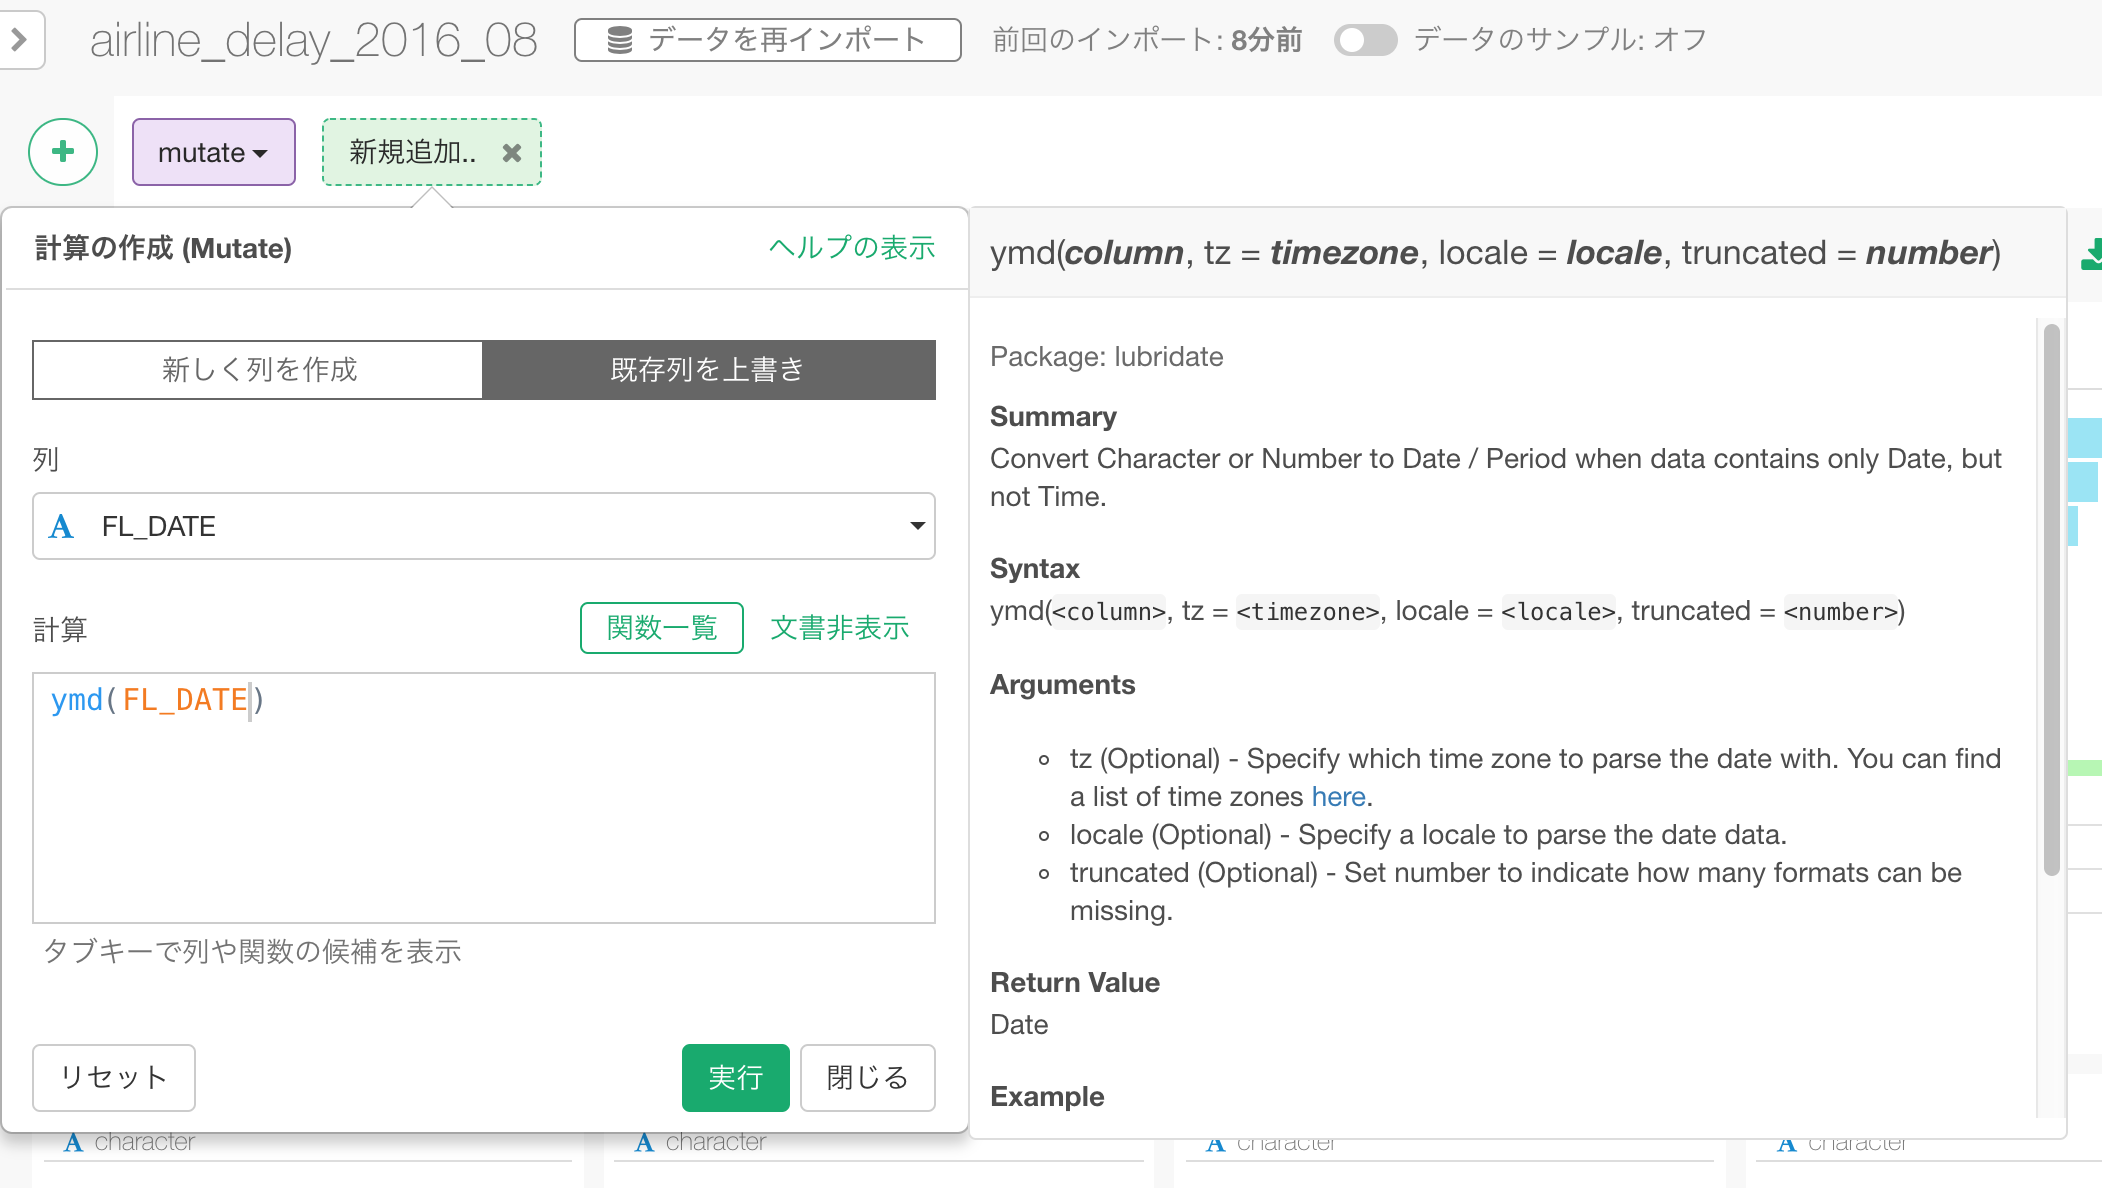 airline_delay_2016_08 データを再インポート 前回のインポート: 8分前 データのサンプル: オフ
mutate 新規追加..
計算の作成 (Mutate) ヘルプの表示
新しく列を作成 既存列を上書き
列
A FL_DATE
計算 関数一覧 文書非表示
ymd(FL_DATE)
タブキーで列や関数の候補を表示
リセット 実行 閉じる
ymd(column, tz = timezone, locale = locale, truncated = number)
Package: lubridate
Summary
Convert Character or Number to Date / Period when data contains only Date, but
not Time.
Syntax
ymd(<column>, tz = <timezone>, locale = <locale>, truncated = <number>)
Arguments
tz (Optional) - Specify which time zone to parse the date with. You can find
a list of time zones here.
locale (Optional) - Specify a locale to parse the date data.
truncated (Optional) - Set number to indicate how many formats can be
missing.
Return Value
Date
Example
A character A character A character A character